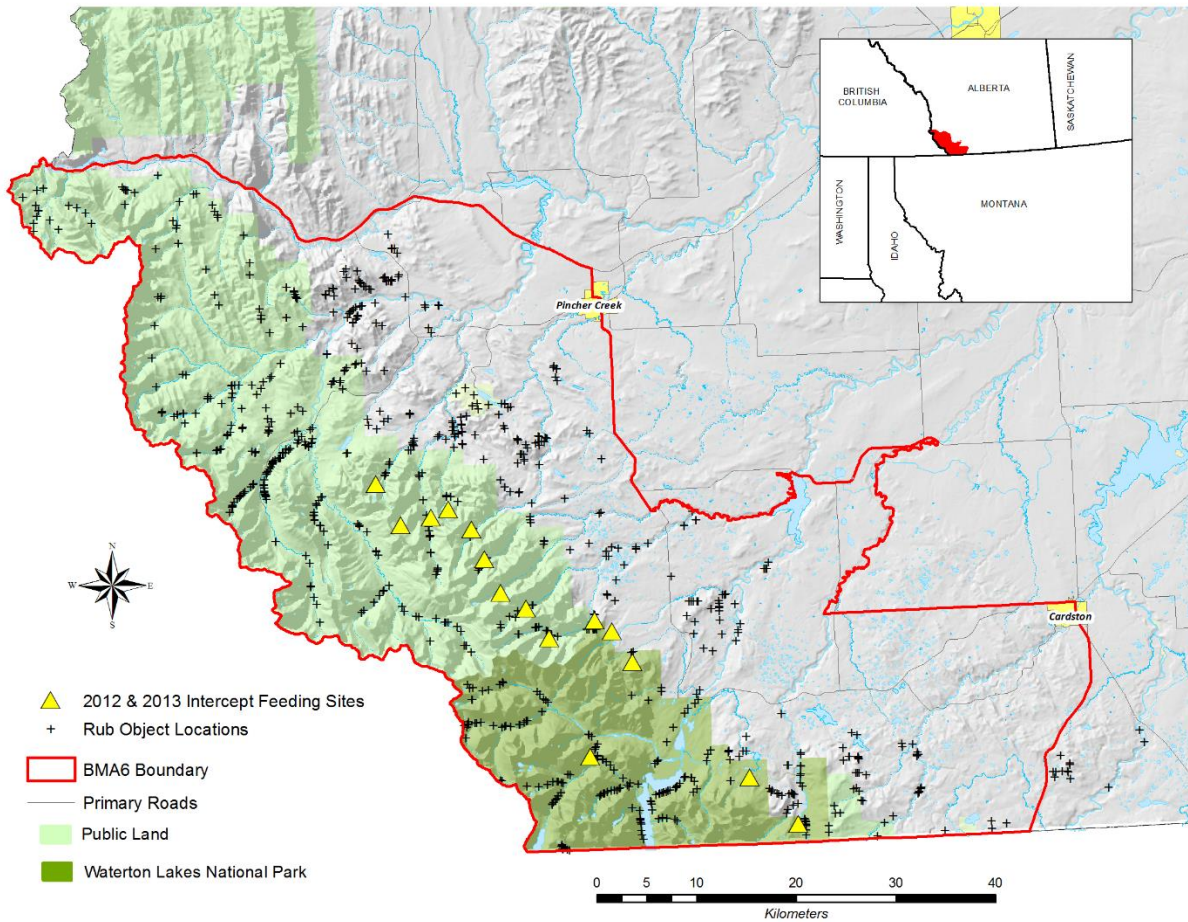 BRITISH
COLUMBIA
ALBERTA
SASKATCHEWAN
WASHINGTON
IDAHO
MONTANA
Pincher Creek
Cardston
N
W
E
S
2012 & 2013 Intercept Feeding Sites
Rub Object Locations
BMA6 Boundary
Primary Roads
Public Land
Waterton Lakes National Park
0 5 10 20 30 40
Kilometers